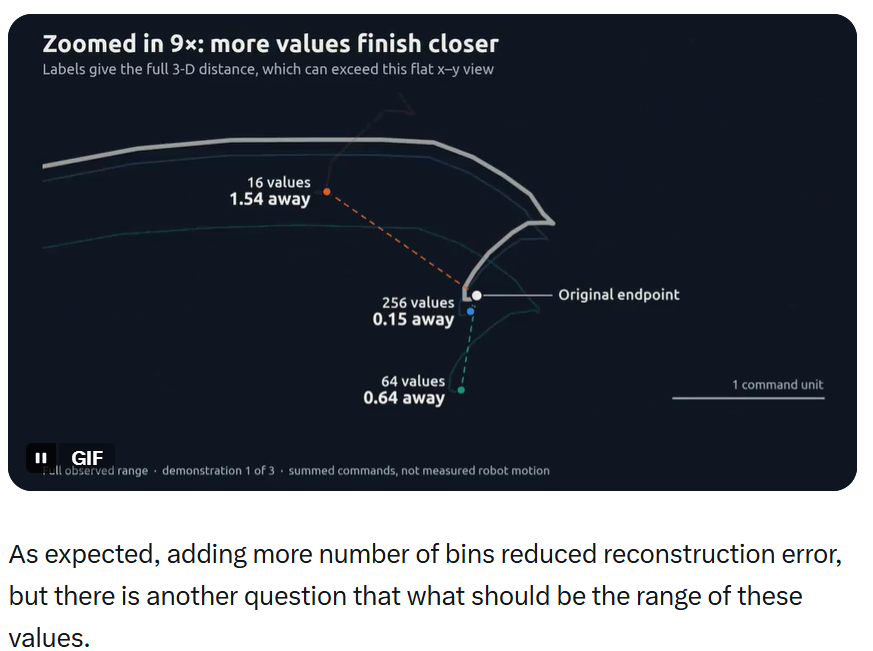 Zoomed in 9×: more values finish closer
Labels give the full 3-D distance, which can exceed this flat x–y view
16 values
1.54 away
256 values
0.15 away
Original endpoint
64 values
0.64 away
1 command unit
GIF
Full observed range · demonstration 1 of 3 · summed commands, not measured robot motion
As expected, adding more number of bins reduced reconstruction error,
but there is another question that what should be the range of these
values.